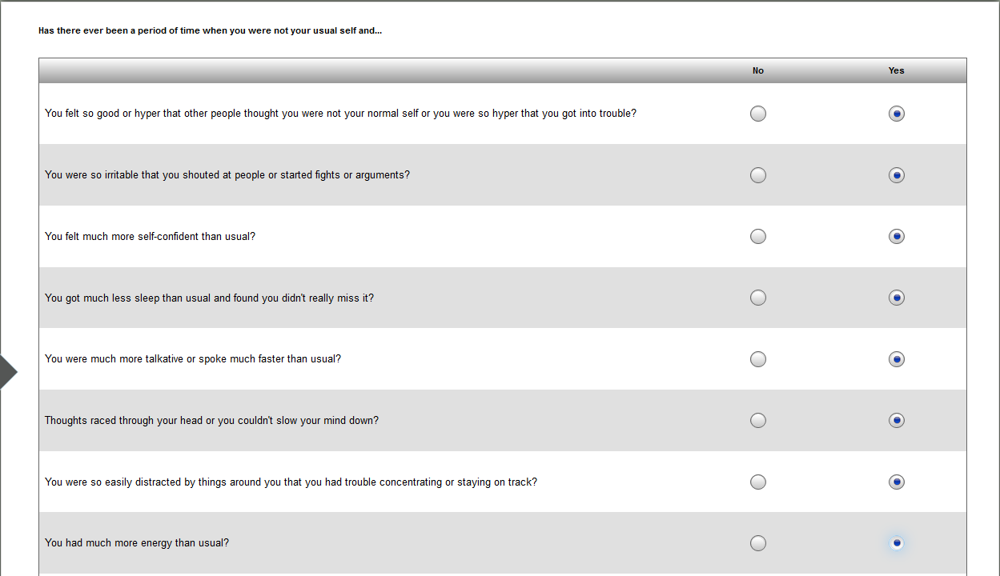 Has there ever been a period of time when you were not your usual self and...
No Yes
You felt so good or hyper that other people thought you were not your normal self or you were so hyper that you got into trouble?
You were so irritable that you shouted at people or started fights or arguments?
You felt much more self-confident than usual?
You got much less sleep than usual and found you didn't really miss it?
You were much more talkative or spoke much faster than usual?
Thoughts raced through your head or you couldn't slow your mind down?
You were so easily distracted by things around you that you had trouble concentrating or staying on track?
You had much more energy than usual?